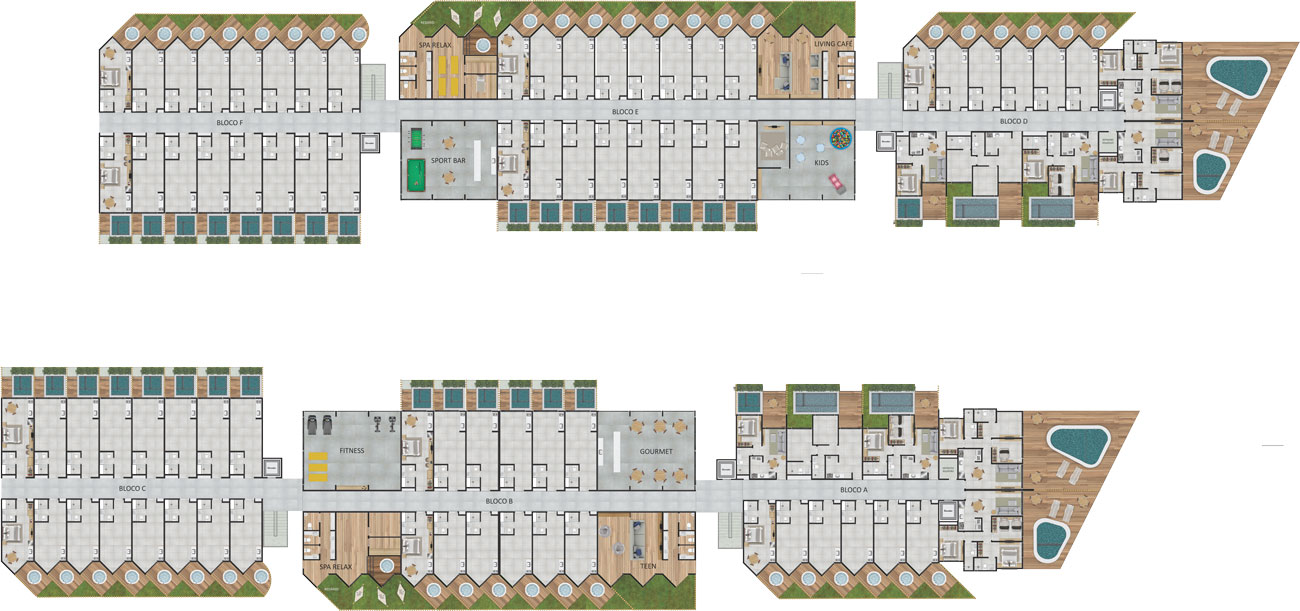 SPA RELAX
LIVING CAFÉ
BLOCO F
BLOCO E
BLOCO D
SPORT BAR
KIDS
FITNESS
GOURMET
BLOCO C
BLOCO B
BLOCO A
SPA RELAX
TEEN